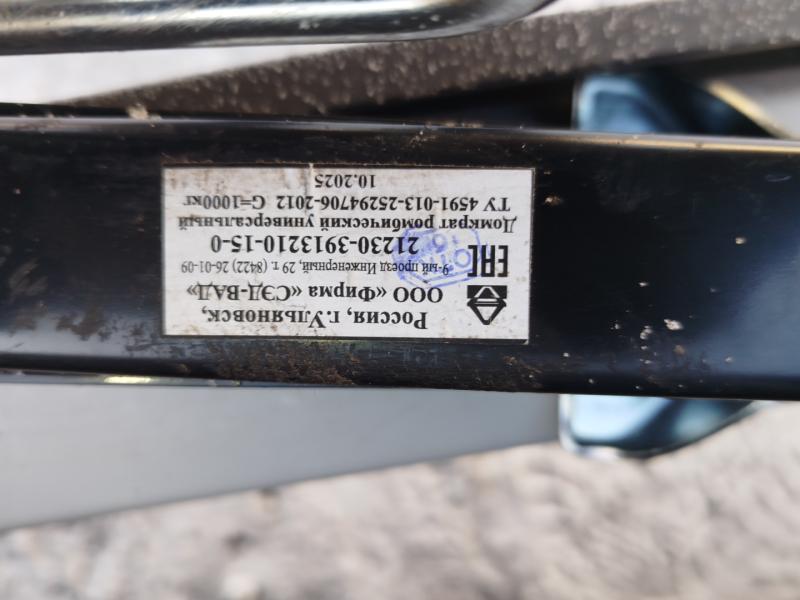 Россия, г.Ульяновск,
ООО «Фирма «СЭД-ВАД»
9-ый проезд Инженерный, 29 т. (8422) 26-01-09
EAC
21230-3913210-15-0
Домкрат ромбический универсальный
ТУ 4591-013-25294706-2012 G=1000кг
10.2025